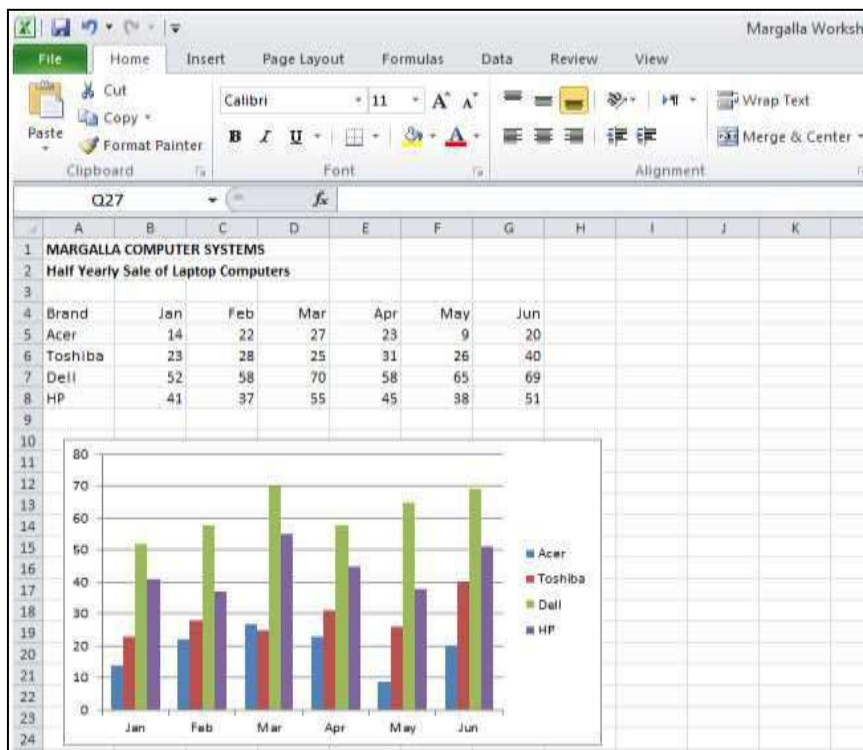 Margalla Worksh
File Home Insert Page Layout Formulas Data Review View
Cut
Copy
Format Painter
Paste
Calibri 11 A A
B I U A
Wrap Text
Merge & Center
Clipboard Font Alignment
Q27 fx
A B C D E F G H I J K
1 MARGALLA COMPUTER SYSTEMS
2 Half Yearly Sale of Laptop Computers
3
4 Brand Jan Feb Mar Apr May Jun
5 Acer 14 22 27 23 9 20
6 Toshiba 23 28 25 31 26 40
7 Dell 52 58 70 58 65 69
8 HP 41 37 55 45 38 51
9
10
11
12
13
14
15
16
17
18
19
20
21
22
23
24
80
70
60
50
40
30
20
10
0
Jan Feb Mar Apr May Jun
Acer
Toshiba
Dell
HP